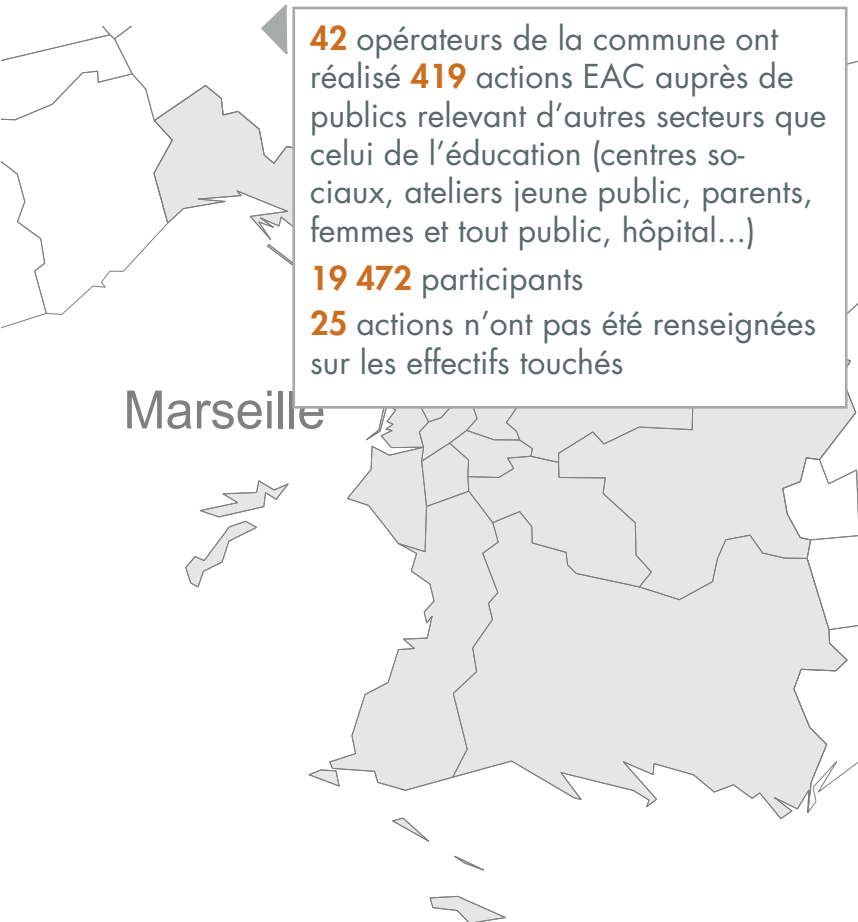 42 opérateurs de la commune ont
réalisé 419 actions EAC auprès de
publics relevant d’autres secteurs que
celui de l’éducation (centres so-
ciaux, ateliers jeune public, parents,
femmes et tout public, hôpital...)
19 472 participants
25 actions n’ont pas été renseignées
sur les effectifs touchés
Marseille